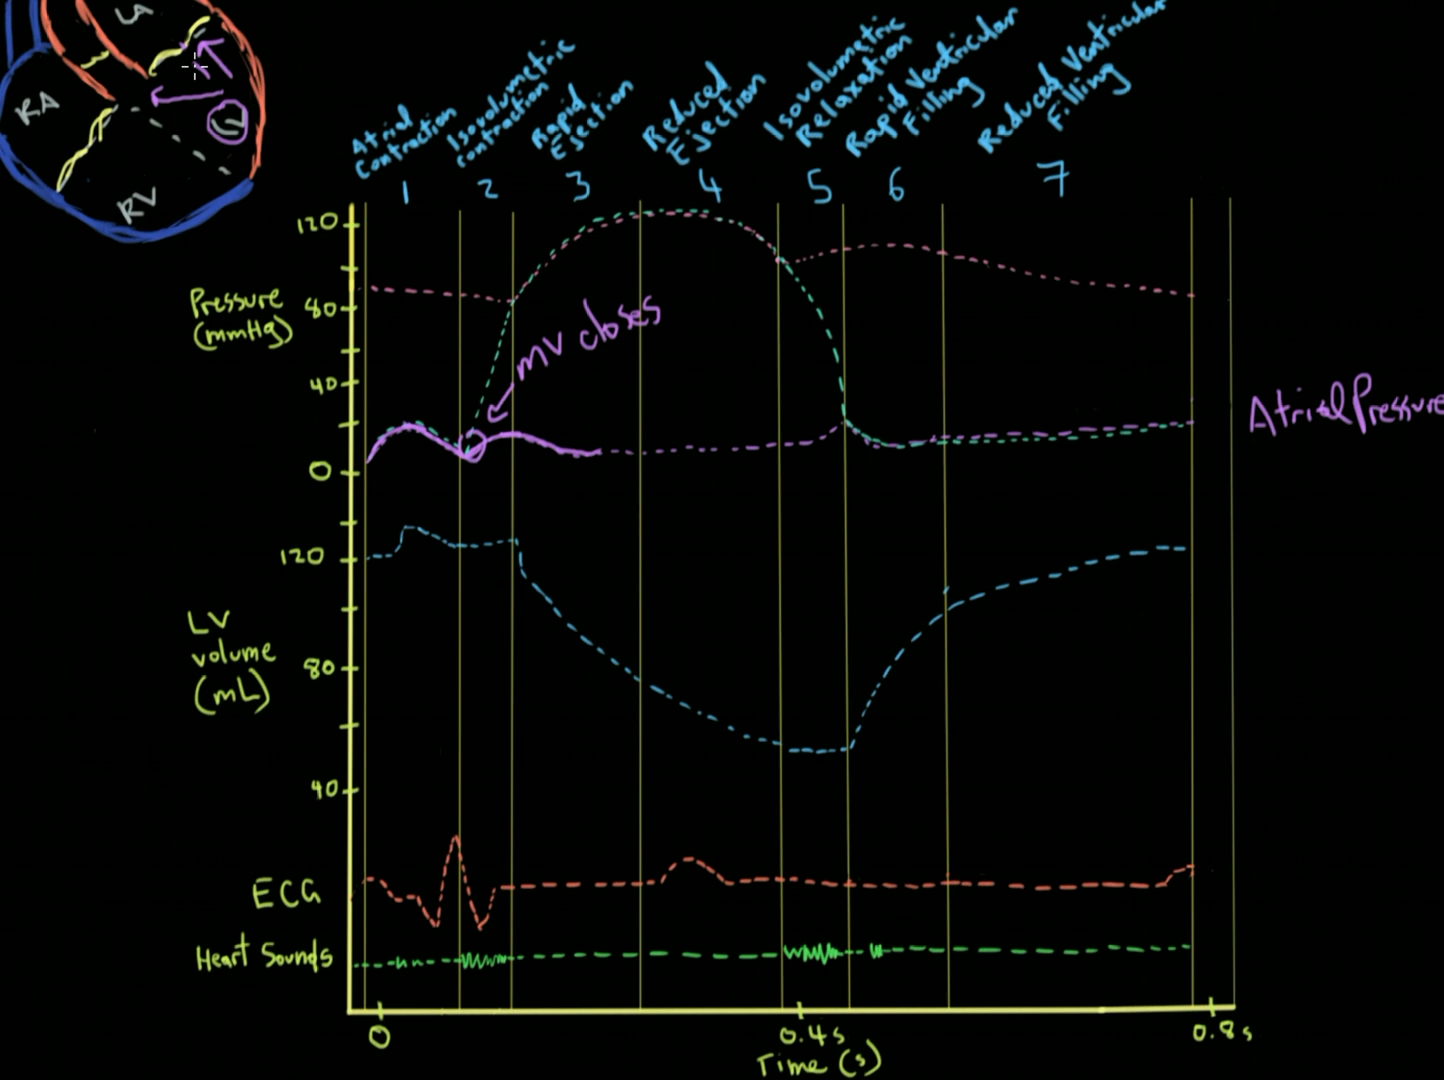 LA
RA
RV
Atrial
Contraction
1
Isovolumetric
contraction
2
Rapid
Ejection
3
Reduced
Ejection
4
Isovolumetric
Relaxation
5
Rapid Ventricular
Filling
6
Reduced Ventricular
Filling
7
120
Pressure
(mmHg)
80
40
0
MV closes
Atrial Pressure
120
LV
volume
(mL)
80
40
ECG
Heart Sounds
0
0.4s
0.8s
Time (s)